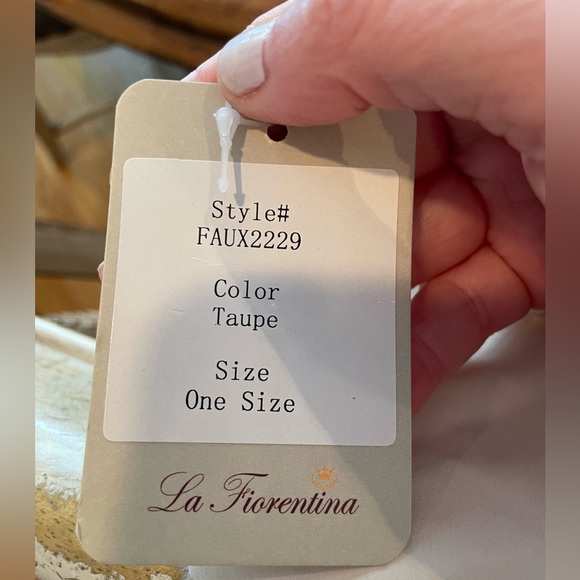 Style#
FAUX2229
Color
Taupe
Size
One Size
La Fiorentina